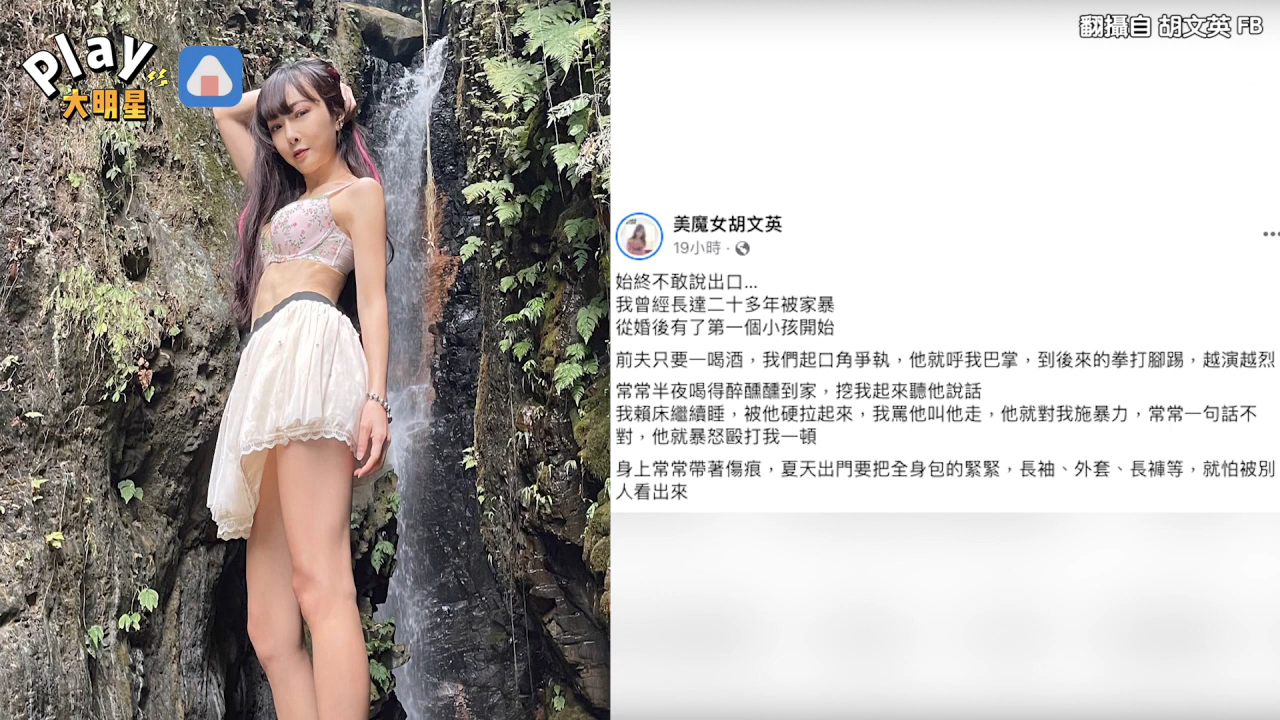 Play
大明星
翻攝自 胡文英 FB
美魔女胡文英
19小時 ·
始終不敢說出口...
我曾經長達二十多年被家暴
從婚後有了第一個小孩開始
前夫只要一喝酒，我們起口角爭執，他就呼我巴掌，到後來的拳打腳踢，越演越烈
常常半夜喝得醉醺醺到家，挖我起來聽他說話
我賴床繼續睡，被他硬拉起來，我罵他叫他走，他就對我施暴力，常常一句話不
對，他就暴怒毆打我一頓
身上常常帶著傷痕，夏天出門要把全身包的緊緊，長袖、外套、長褲等，就怕被別
人看出來